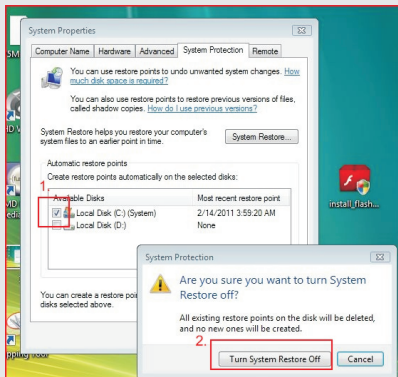 System Properties
Computer Name Hardware Advanced System Protection Remote
You can use restore points to undo unwanted system changes. How
much disk space is required?
You can also use restore points to restore previous versions of files,
called shadow copies. How do I use previous versions?
System Restore helps you restore your computer's
system files to an earlier point in time.
System Restore...
Automatic restore points
Create restore points automatically on the selected disks:
1.
Available Disks Most recent restore point
Local Disk (C:) (System) 2/14/2011 3:59:20 AM
Local Disk (D:) None
install_flash...
You can create a restore poi
disks selected above.
System Protection
Are you sure you want to turn System
Restore off?
All existing restore points on the disk will be deleted,
and no new ones will be created.
2.
Turn System Restore Off Cancel